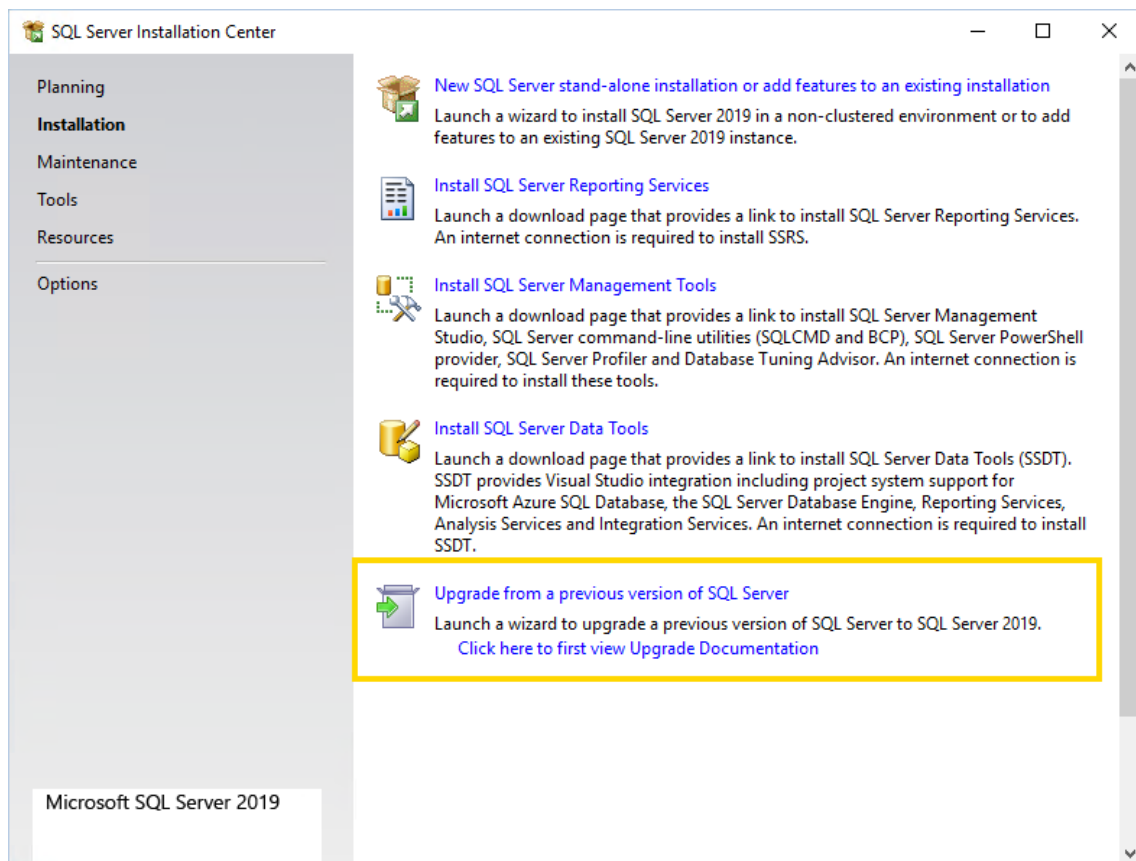 SQL Server Installation Center
Planning
Installation
Maintenance
Tools
Resources
Options
New SQL Server stand-alone installation or add features to an existing installation
Launch a wizard to install SQL Server 2019 in a non-clustered environment or to add
features to an existing SQL Server 2019 instance.
Install SQL Server Reporting Services
Launch a download page that provides a link to install SQL Server Reporting Services.
An internet connection is required to install SSRS.
Install SQL Server Management Tools
Launch a download page that provides a link to install SQL Server Management
Studio, SQL Server command-line utilities (SQLCMD and BCP), SQL Server PowerShell
provider, SQL Server Profiler and Database Tuning Advisor. An internet connection is
required to install these tools.
Install SQL Server Data Tools
Launch a download page that provides a link to install SQL Server Data Tools (SSDT).
SSDT provides Visual Studio integration including project system support for
Microsoft Azure SQL Database, the SQL Server Database Engine, Reporting Services,
Analysis Services and Integration Services. An internet connection is required to install
SSDT.
Upgrade from a previous version of SQL Server
Launch a wizard to upgrade a previous version of SQL Server to SQL Server 2019.
Click here to first view Upgrade Documentation
Microsoft SQL Server 2019